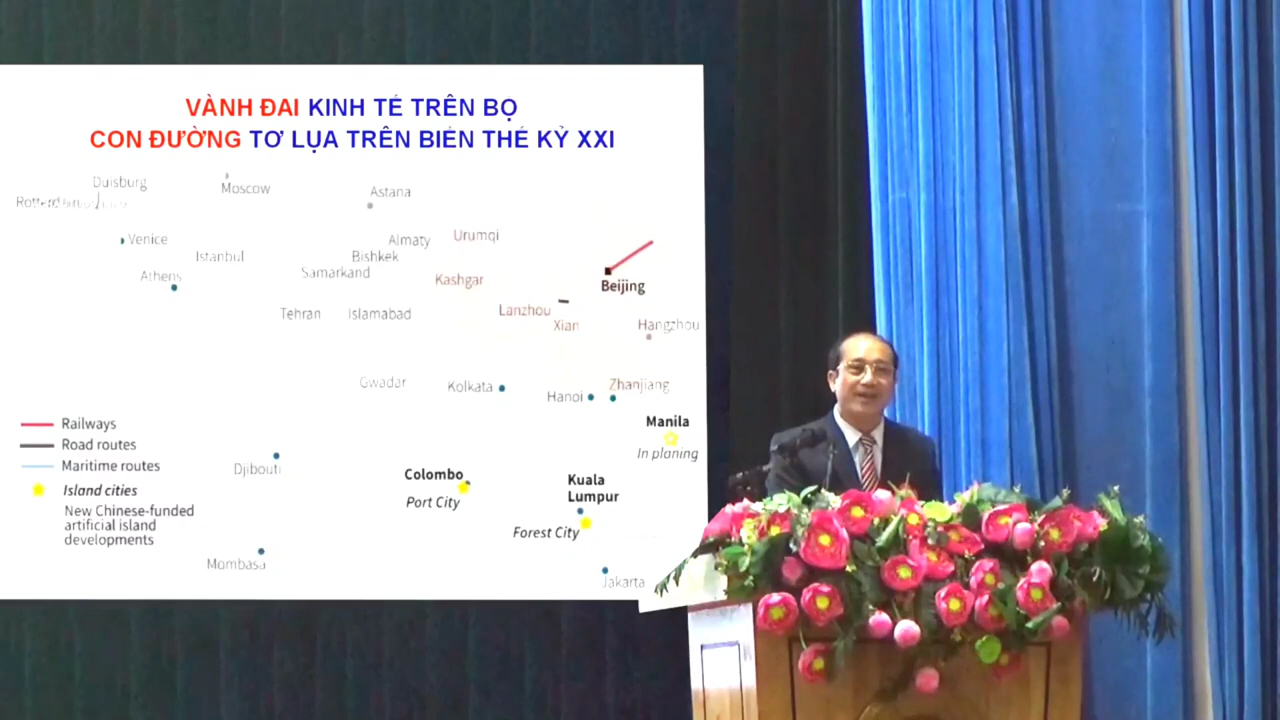 VÀNH ĐAI KINH TẾ TRÊN BỘ
CON ĐƯỜNG TƠ LỤA TRÊN BIỂN THẾ KỶ XXI
Duisburg
Moscow
Astana
Venice
Istanbul
Almaty
Urumqi
Bishkek
Athens
Samarkand
Kashgar
Beijing
Tehran
Islamabad
Lanzhou
Xian
Hangzhou
Gwadar
Kolkata
Hanoi
Zhanjiang
Manila
In planing
Railways
Road routes
Maritime routes
Island cities
New Chinese-funded
artificial island
developments
Djibouti
Colombo
Port City
Kuala
Lumpur
Forest City
Mombasa
Jakarta